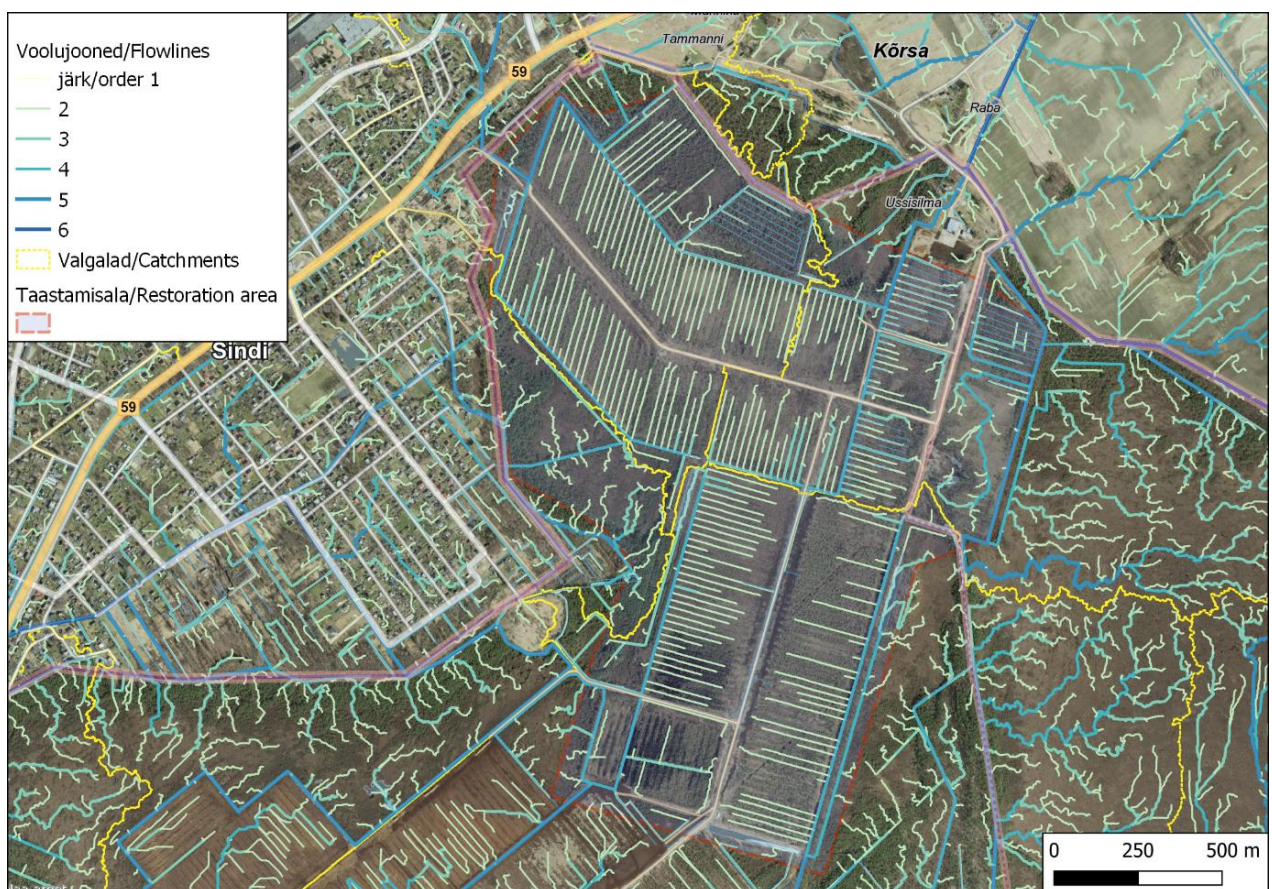 Voolujooned/Flowlines
järk/order 1
2
3
4
5
6
Valgalad/Catchments
Taastamisala/Restoration area
Tammanni
Kõrsa
59
Raba
Ussisilma
Sindi
59
0 250 500 m